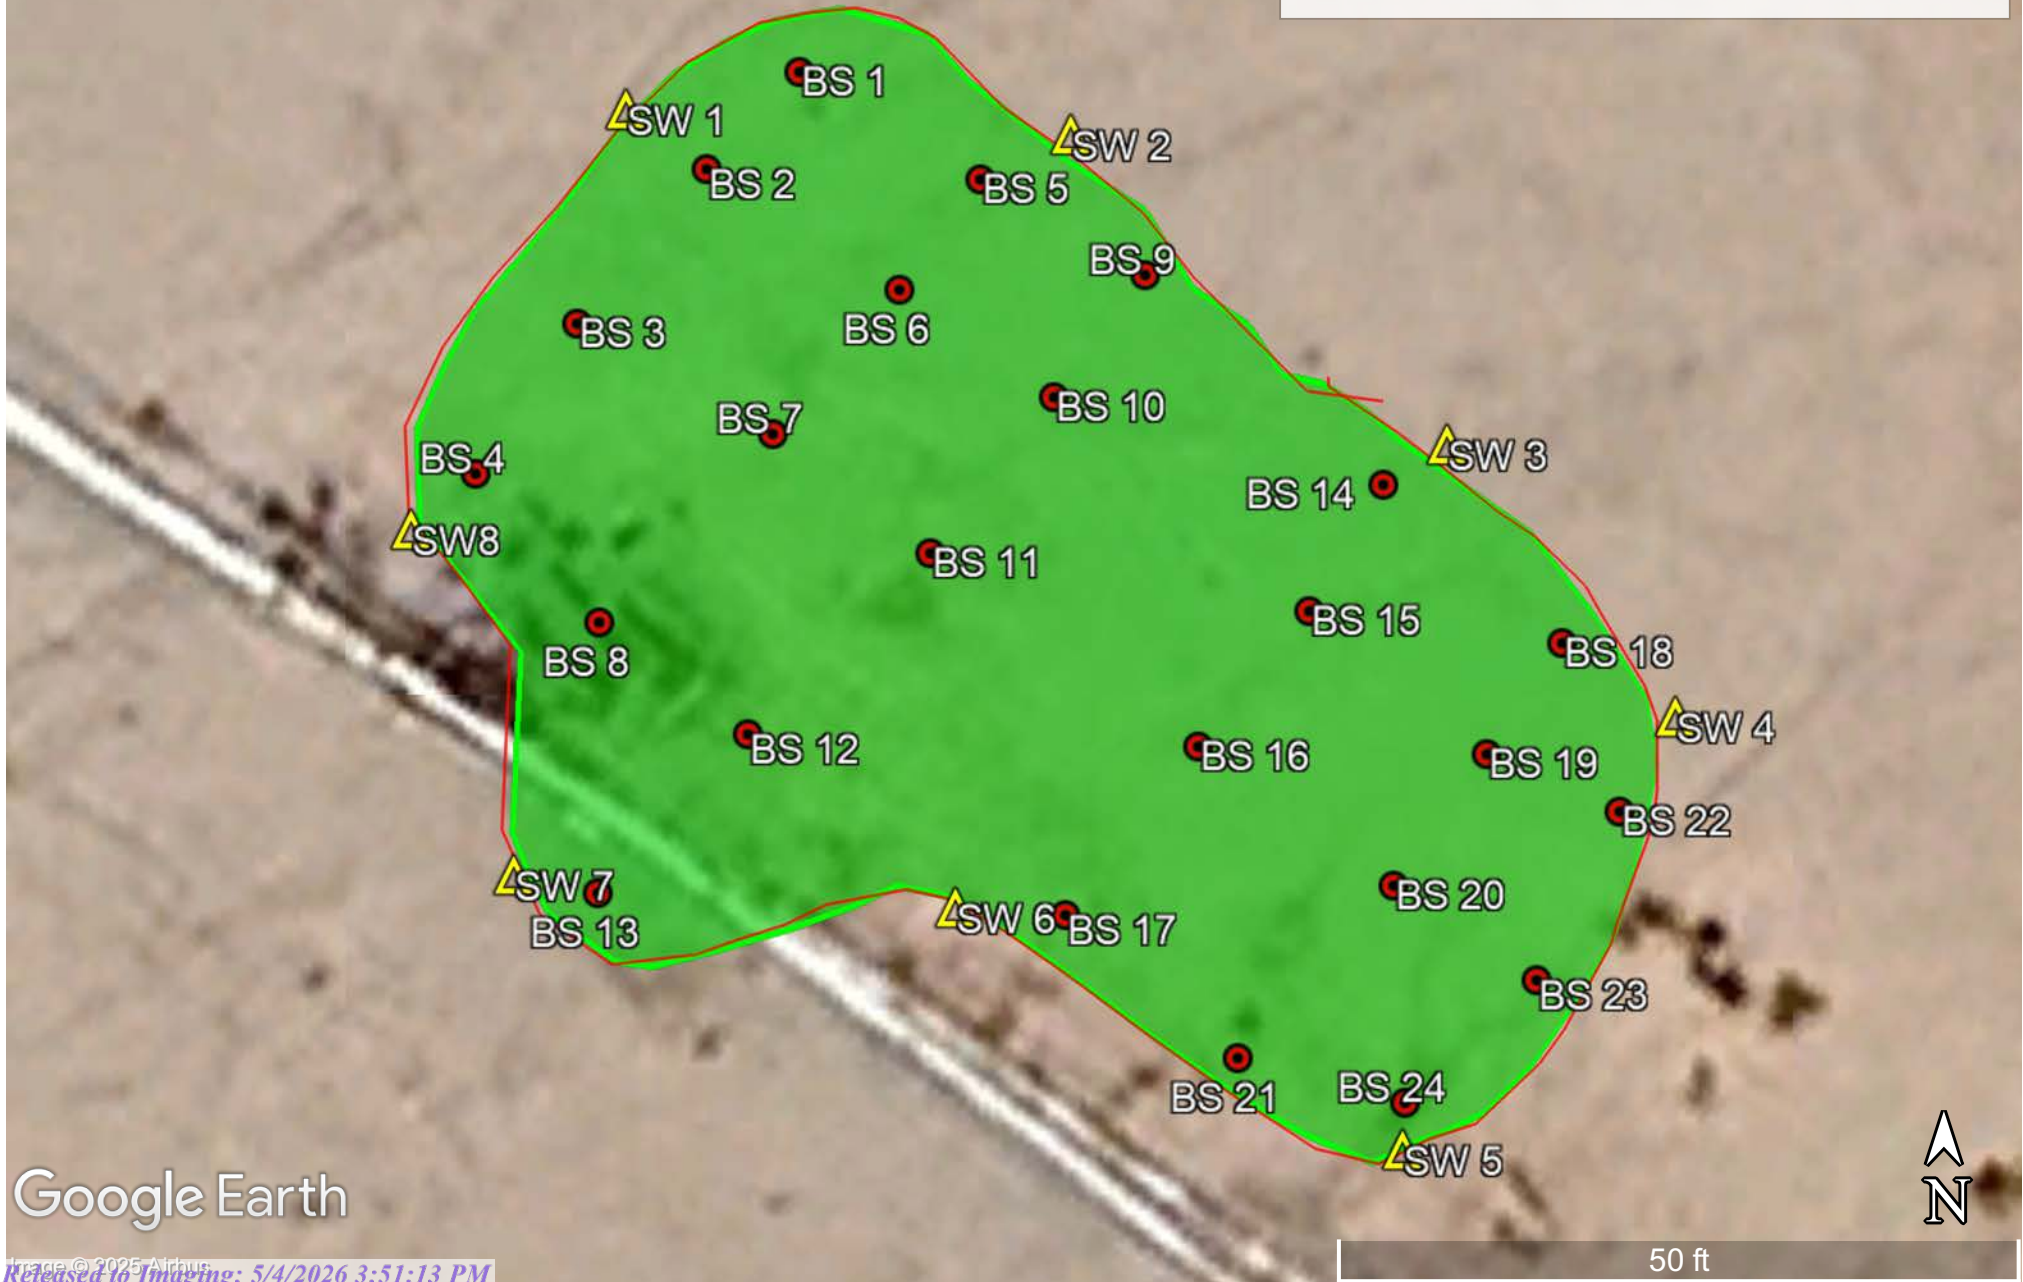 BS 1
SW 1
SW 2
BS 2
BS 5
BS 9
BS 6
BS 3
BS 10
BS 7
BS 4
SW 3
BS 14
SW8
BS 11
BS 15
BS 18
BS 8
SW 4
BS 12
BS 16
BS 19
BS 22
SW 7
BS 20
SW 6
BS 17
BS 13
BS 23
BS 24
BS 21
SW 5
Google Earth
N
50 ft
Image © 2025 Airbus
Released to Imaging: 5/4/2026 3:51:13 PM